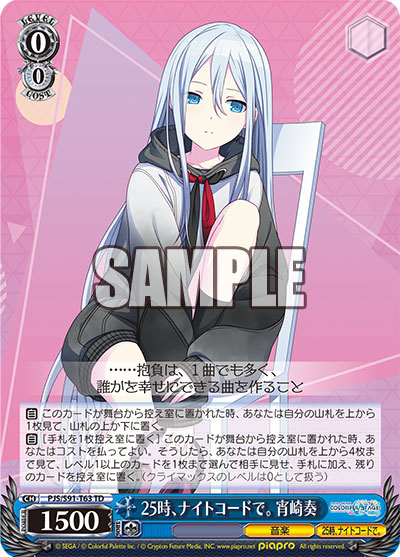 LEVEL
0
0
COST
SAMPLE
……抱負は、1曲でも多く、
誰かを幸せにできる曲を作ること
自 このカードが舞台から控え室に置かれた時、あなたは自分の山札を上から
1枚見て、山札の上か下に置く。
自 [手札を1枚控え室に置く] このカードが舞台から控え室に置かれた時、あ
なたはコストを払ってよい。そうしたら、あなたは自分の山札を上から4枚ま
で見て、レベル1以上のカードを1枚まで選んで相手に見せ、手札に加え、残り
のカードを控え室に置く。(クライマックスのレベルは0として扱う)
CH PJS/S91-T63 TD
1500
25時、ナイトコードで。宵崎奏
COLORFUL STAGE!
音楽
25時、ナイトコードで。
© SEGA / © Colorful Palette Inc. / © Crypton Future Media, INC. www.piapro.net piapro